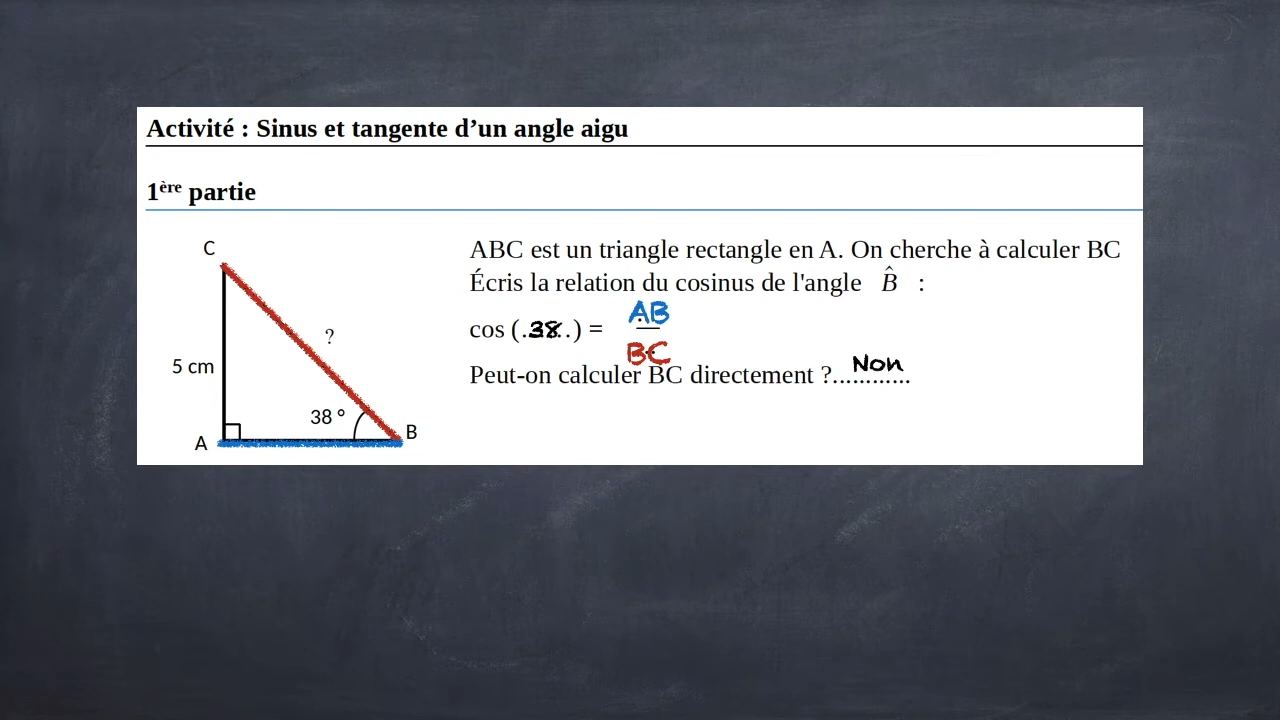 Activité : Sinus et tangente d'un angle aigu
1ère partie
C
ABC est un triangle rectangle en A. On cherche à calculer BC
Écris la relation du cosinus de l'angle B̂ :
?
5 cm
cos (.38.) = AB
BC
Peut-on calculer BC directement ?............ Non
38 °
A
B